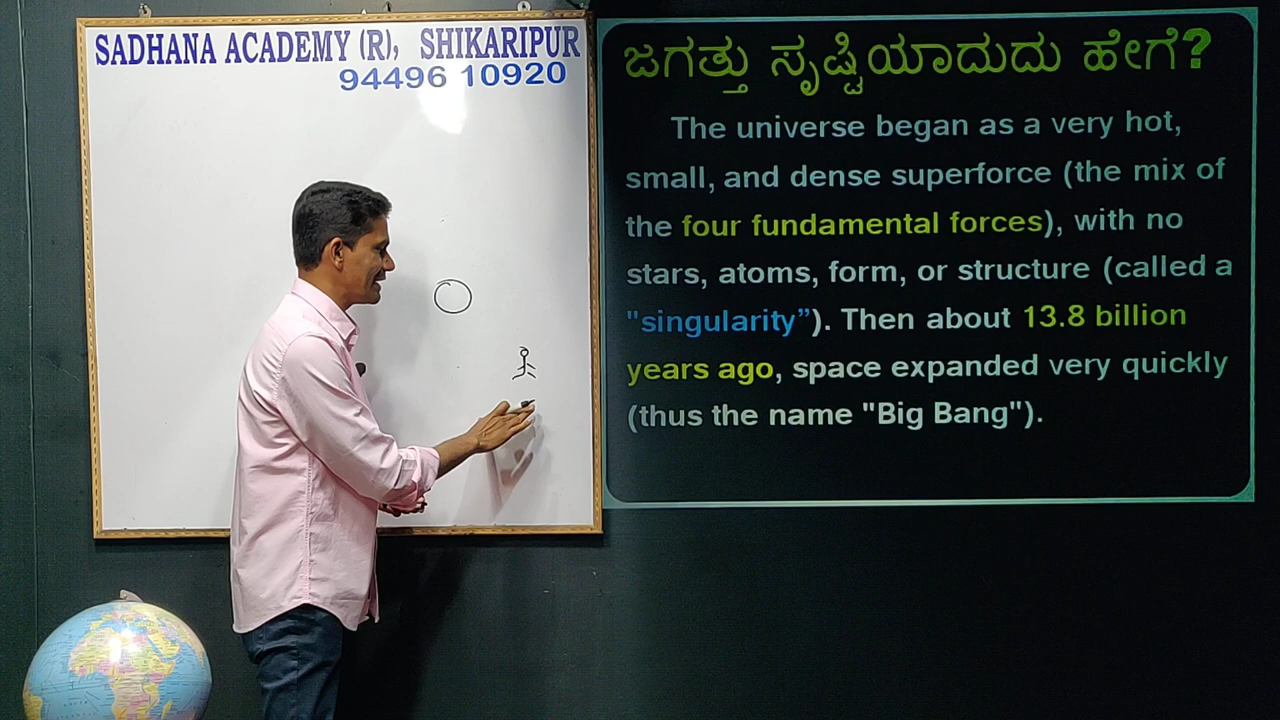 SADHANA ACADEMY (R), SHIKARIPUR
94496 10920
ಜಗತ್ತು ಸೃಷ್ಟಿಯಾದುದು ಹೇಗೆ?
The universe began as a very hot,
small, and dense superforce (the mix of
the four fundamental forces), with no
stars, atoms, form, or structure (called a
"singularity”). Then about 13.8 billion
years ago, space expanded very quickly
(thus the name "Big Bang").